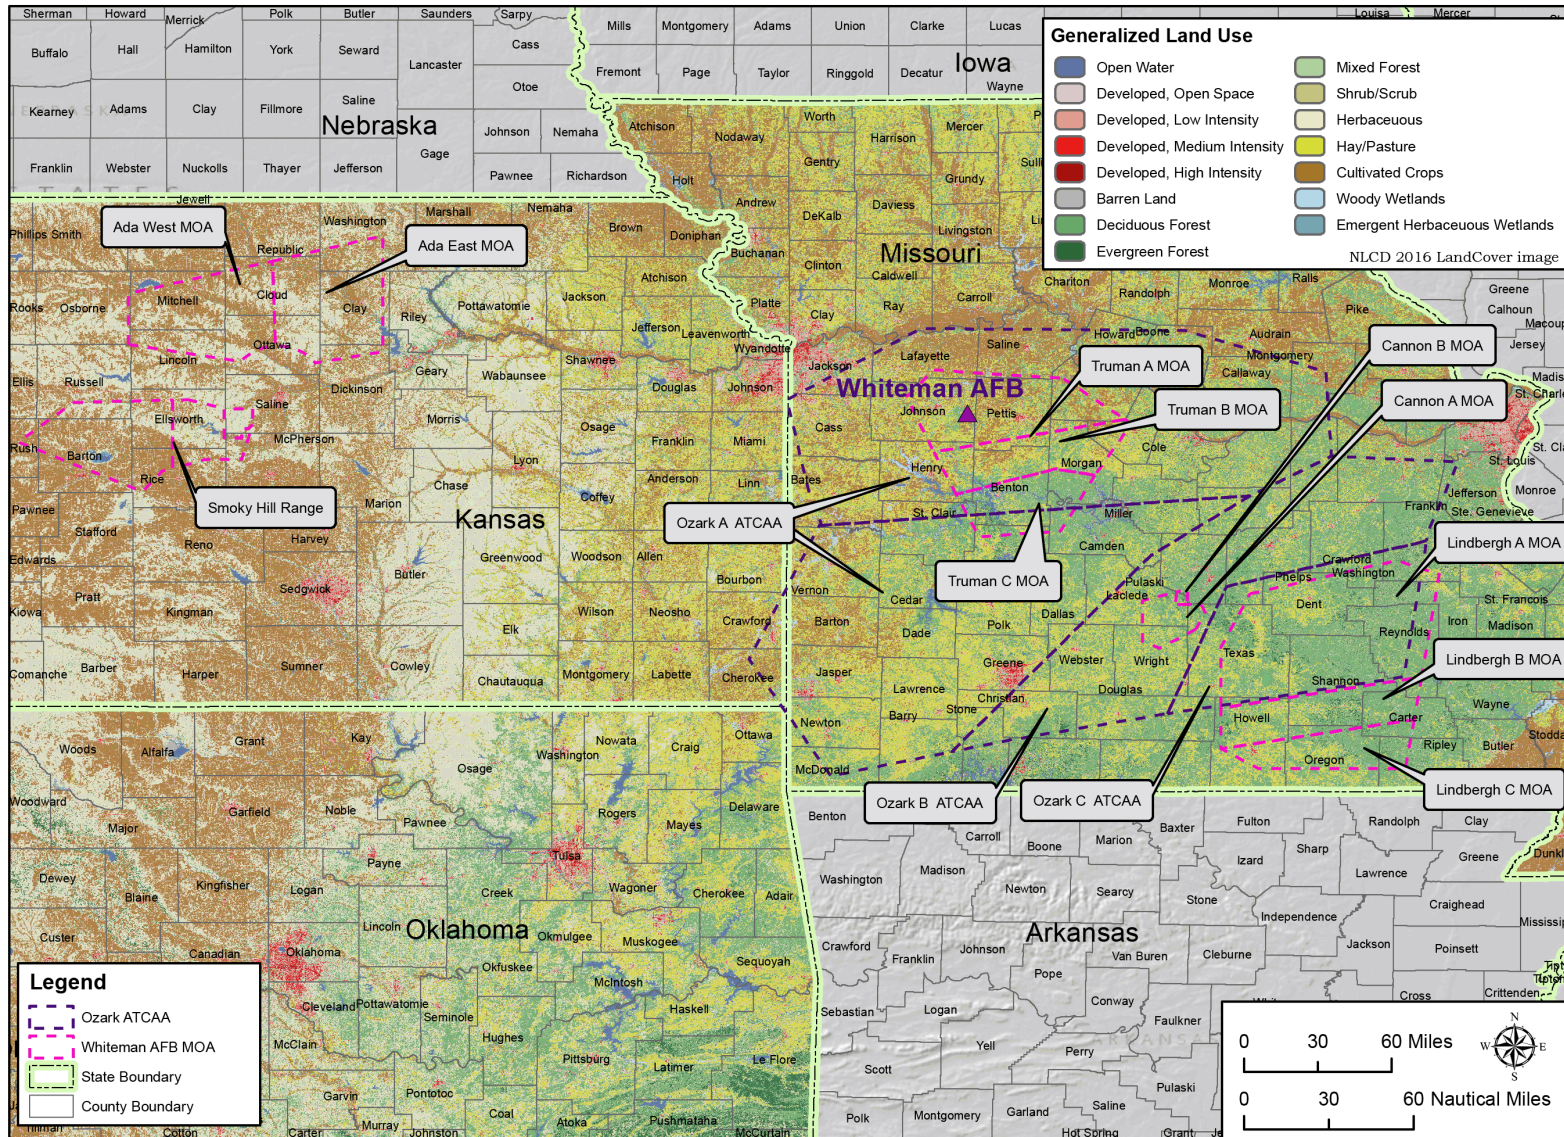 Sherman Howard Merrick Polk Butler Saunders Sarpy
Mills Montgomery Adams Union Clarke Lucas
Louisa Mercer
Buffalo Hall Hamilton York Seward Lancaster Cass
Otoe
Fremont Page Taylor Ringgold Decatur Wayne
Iowa
Kearney Adams Clay Fillmore Saline
Nebraska
Johnson Nemaha
Gage
Franklin Webster Nuckolls Thayer Jefferson
Pawnee Richardson
Generalized Land Use
Open Water
Developed, Open Space
Developed, Low Intensity
Developed, Medium Intensity
Developed, High Intensity
Barren Land
Deciduous Forest
Evergreen Forest
Mixed Forest
Shrub/Scrub
Herbaceuous
Hay/Pasture
Cultivated Crops
Woody Wetlands
Emergent Herbaceuous Wetlands
NLCD 2016 LandCover image
Atchison Nodaway Worth Harrison Mercer
Gentry Grundy
Holt Andrew DeKalb Daviess Livingston
Missouri
Buchanan Clinton Caldwell
Platte Clay Ray Carroll Chariton Randolph Monroe Ralls
Pike
Jewell Washington Marshall Nemaha Brown Doniphan
Phillips Smith Republic
Ada West MOA
Ada East MOA
Rooks Osborne Mitchell Cloud Clay Riley Pottawatomie Jackson Atchison
Jefferson Leavenworth
Wyandotte
Ottawa
Lincoln
Ellis Russell Saline Dickinson Geary Wabaunsee Shawnee Douglas Johnson
Ellsworth
Rush Barton McPherson Morris Osage Franklin Miami
Rice Lyon
Marion Chase Coffey Anderson Linn
Smoky Hill Range
Kansas
Pawnee Stafford Reno Harvey
Edwards Greenwood Woodson Allen Bourbon
Butler
Sedgwick
Kiowa Pratt Kingman Wilson Neosho Crawford
Elk
Comanche Barber Harper Sumner Cowley Chautauqua Montgomery Labette Cherokee
Jackson Lafayette Saline Howard Boone Audrain
Montgomery
Callaway
Whiteman AFB
Johnson Pettis
Cass
Truman A MOA
Truman B MOA
Cannon B MOA
Cannon A MOA
Greene
Calhoun
Macoup
Jersey
Madis
St. Charle
St. Louis
St. Cla
Monroe
Cole
Henry Morgan
Bates Benton
St. Clair Miller
Ozark A ATCAA
Camden
Truman C MOA
Jefferson
Franklin Ste. Genevieve
Crawford
Washington
Phelps
Lindbergh A MOA
Vernon Cedar Pulaski
Laclede
Dent
St. Francois
Barton Polk Dallas
Dade
Iron Madison
Reynolds
Jasper Greene Webster Wright Texas
Lindbergh B MOA
Lawrence Christian Douglas Shannon
Newton Barry Stone Howell Carter Wayne
Ripley Butler Stodda
McDonald Oregon
Ozark B ATCAA
Ozark C ATCAA
Lindbergh C MOA
Woods Alfalfa Grant Kay Osage Washington Nowata Craig Ottawa
Woodward Major Garfield Noble Pawnee Rogers Mayes Delaware
Payne Tulsa
Dewey Blaine Kingfisher Logan Creek Wagoner Cherokee Adair
Lincoln
Oklahoma
Okmulgee Muskogee
Custer Canadian Oklahoma
Okfuskee McIntosh Sequoyah
Cleveland Pottawatomie Seminole Haskell
McClain Hughes Pittsburg Latimer Le Flore
Garvin Pontotoc Coal Atoka Pushmataha
Murray Johnston McCurtain
Cotton Carter
Benton Carroll Boone Marion Baxter Fulton Randolph Clay
Sharp Greene Dunkl
Washington Madison Newton Searcy Stone Izard Lawrence
Independence Craighead Mississip
Arkansas
Crawford Franklin Johnson Pope Van Buren Cleburne Jackson Poinsett
Sebastian Logan Conway Faulkner Cross Crittenden
Tipton
Yell Perry
Scott Pulaski
Polk Montgomery Garland Saline
Hot Spring Grant
Legend
Ozark ATCAA
Whiteman AFB MOA
State Boundary
County Boundary
N
W E
S
0 30 60 Miles
0 30 60 Nautical Miles